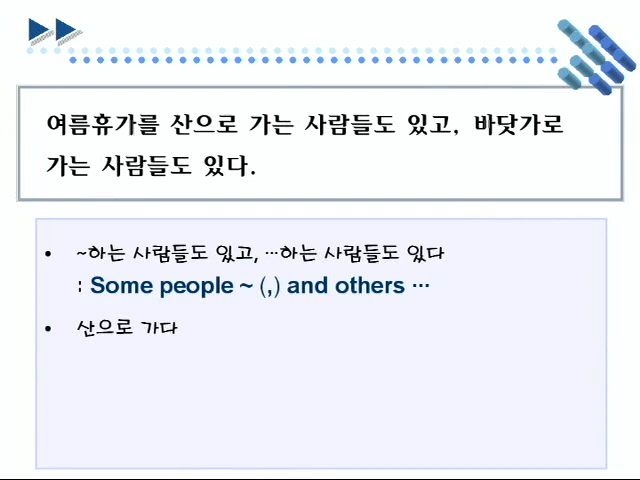 여름휴가를 산으로 가는 사람들도 있고, 바닷가로
가는 사람들도 있다.
• ~하는 사람들도 있고, …하는 사람들도 있다
: Some people ~ (,) and others …
• 산으로 가다